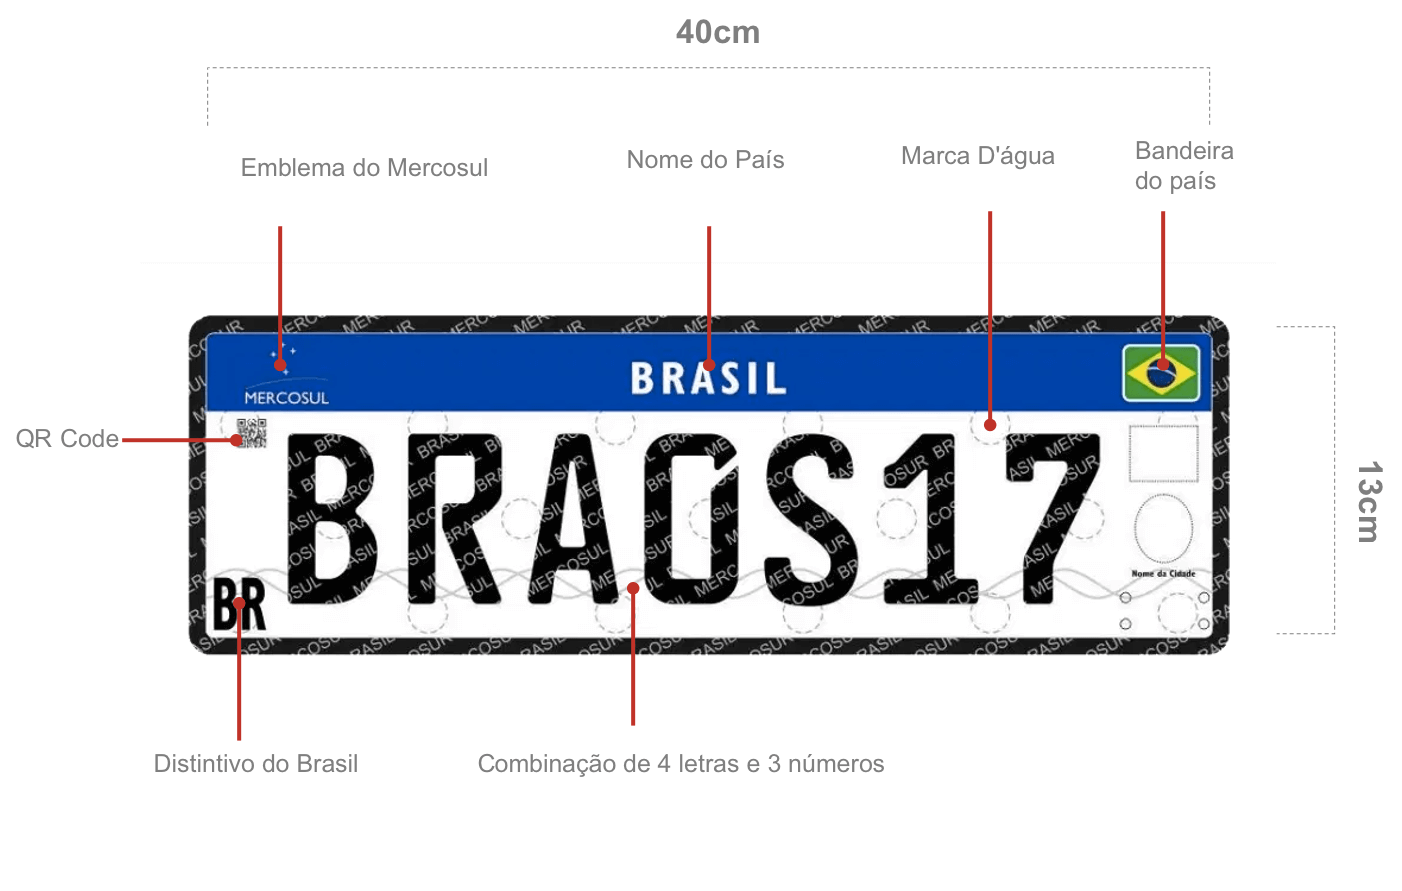 40cm
Emblema do Mercosul
Nome do País
Marca D'água
Bandeira
do país
BRASIL
MERCOSUL
QR Code
BRA0S17
13cm
Nome da Cidade
BR
Distintivo do Brasil
Combinação de 4 letras e 3 números